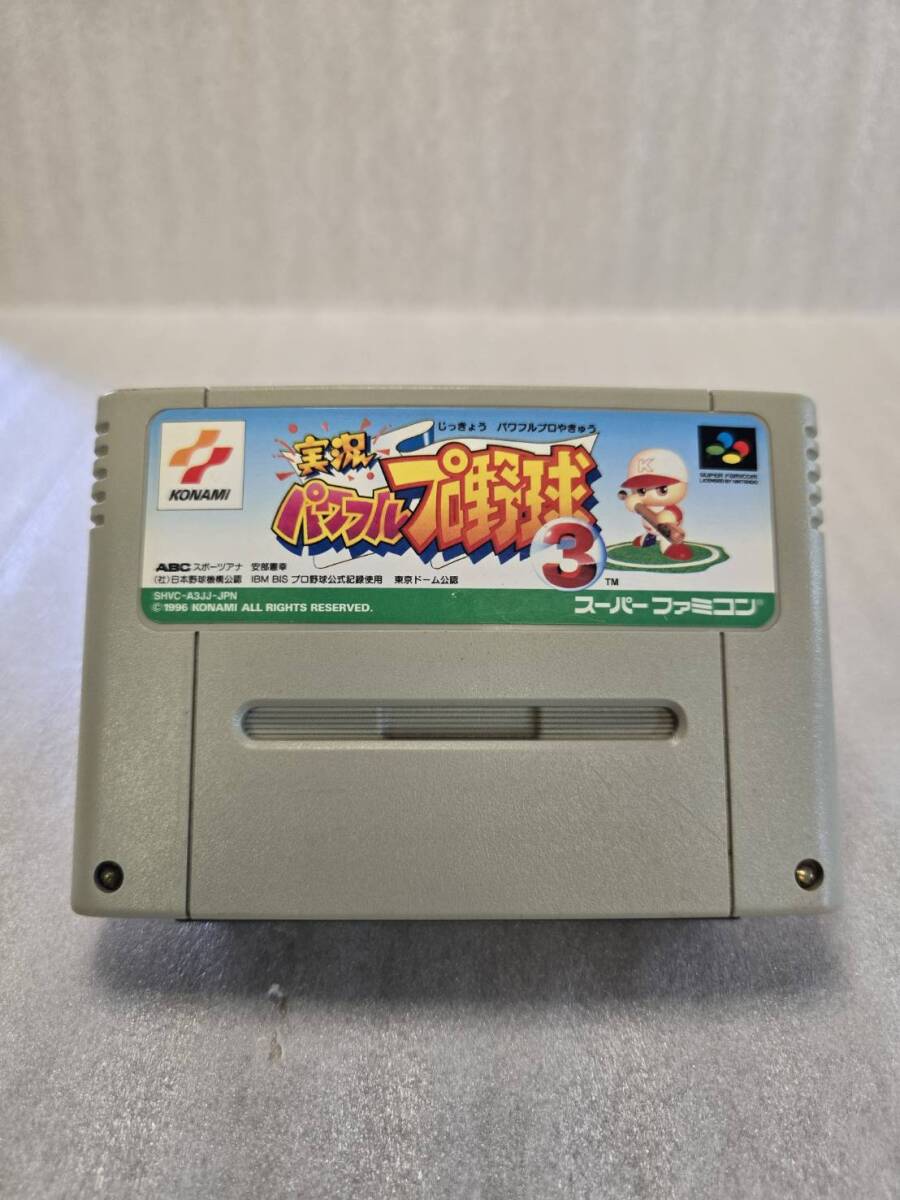 じっきょう パワフルプロやきゅう
実況
パワフル プロ野球 3
TM
K
KONAMI
SUPER FAMICOM
LICENSED BY NINTENDO
ABC スポーツアナ 安部憲幸
(社)日本野球機構公認 IBM BIS プロ野球公式記録使用 東京ドーム公認
SHVC-A3JJ-JPN
©1996 KONAMI ALL RIGHTS RESERVED.
スーパーファミコン®